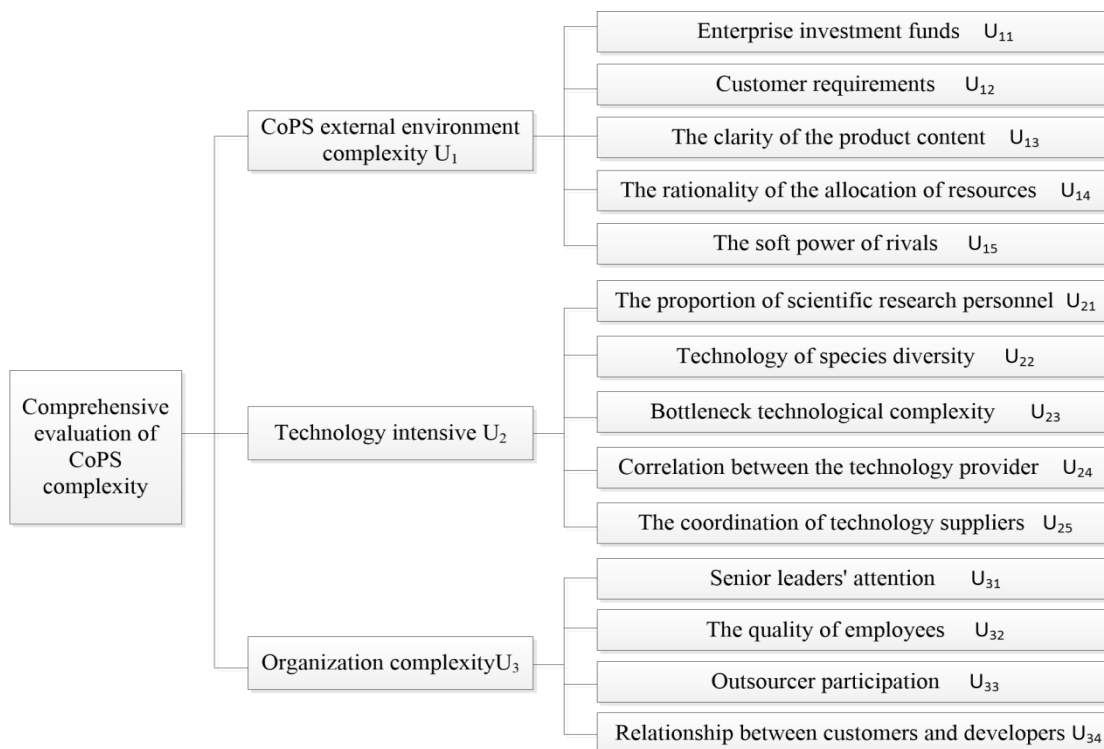 Comprehensive
evaluation of
CoPS
complexity
CoPS external environment
complexity U₁
Enterprise investment funds U₁₁
Customer requirements U₁₂
The clarity of the product content U₁₃
The rationality of the allocation of resources U₁₄
The soft power of rivals U₁₅
Technology intensive U₂
The proportion of scientific research personnel U₂₁
Technology of species diversity U₂₂
Bottleneck technological complexity U₂₃
Correlation between the technology provider U₂₄
The coordination of technology suppliers U₂₅
Organization complexityU₃
Senior leaders' attention U₃₁
The quality of employees U₃₂
Outsourcer participation U₃₃
Relationship between customers and developers U₃₄